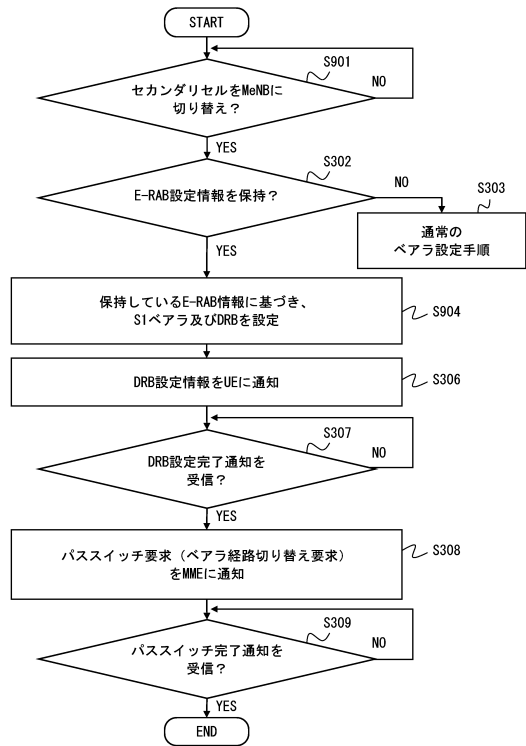 START
S901
セカンダリセルをMeNBに
切り替え？
NO
YES
S302
E-RAB設定情報を保持？
NO
S303
通常の
ベアラ設定手順
YES
保持しているE-RAB情報に基づき、
S1ベアラ及びDRBを設定
S904
DRB設定情報をUEに通知
S306
S307
DRB設定完了通知を
受信？
NO
YES
パススイッチ要求（ベアラ経路切り替え要求）
をMMEに通知
S308
S309
パススイッチ完了通知を
受信？
NO
YES
END